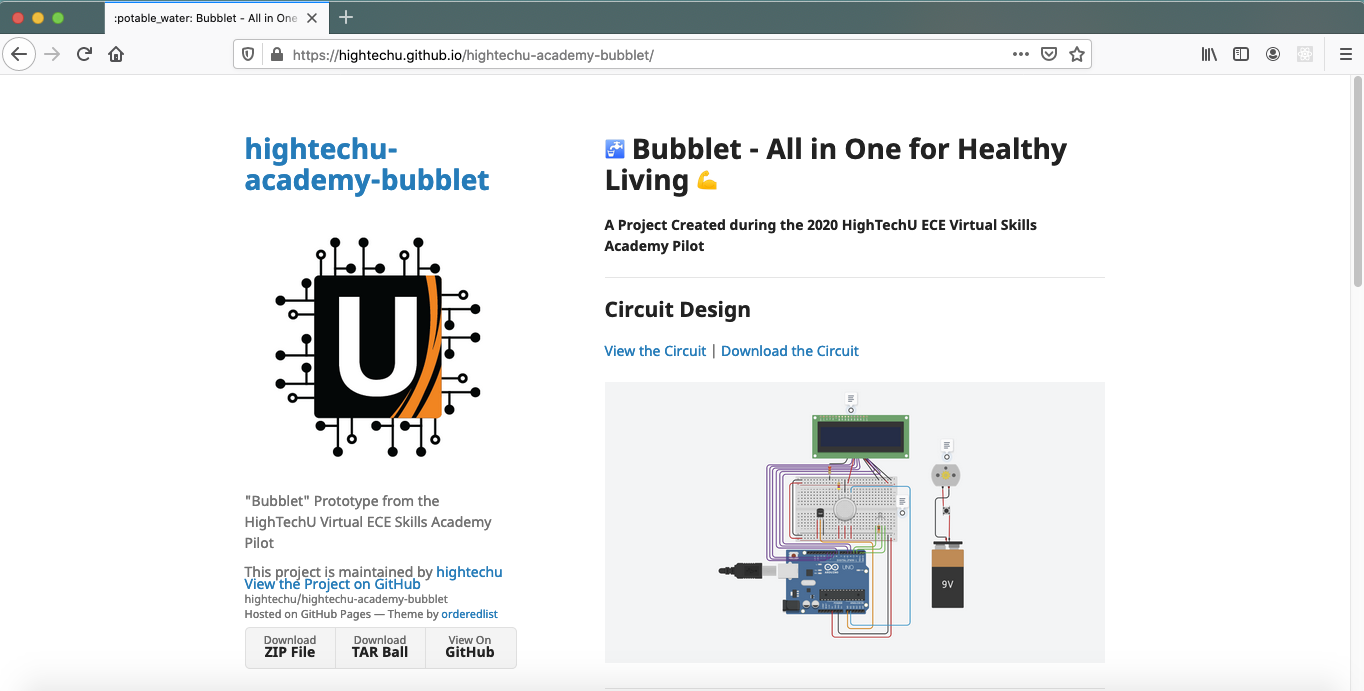 :potable_water: Bubblet - All in One
https://hightechu.github.io/hightechu-academy-bubblet/
hightechu-
academy-bubblet
U
"Bubblet" Prototype from the
HighTechU Virtual ECE Skills Academy
Pilot
This project is maintained by hightechu
View the Project on GitHub
hightechu/hightechu-academy-bubblet
Hosted on GitHub Pages — Theme by orderedlist
Download
ZIP File
Download
TAR Ball
View On
GitHub
🚰 Bubblet - All in One for Healthy
Living 💪
A Project Created during the 2020 HighTechU ECE Virtual Skills
Academy Pilot
Circuit Design
View the Circuit | Download the Circuit
UNO
9V